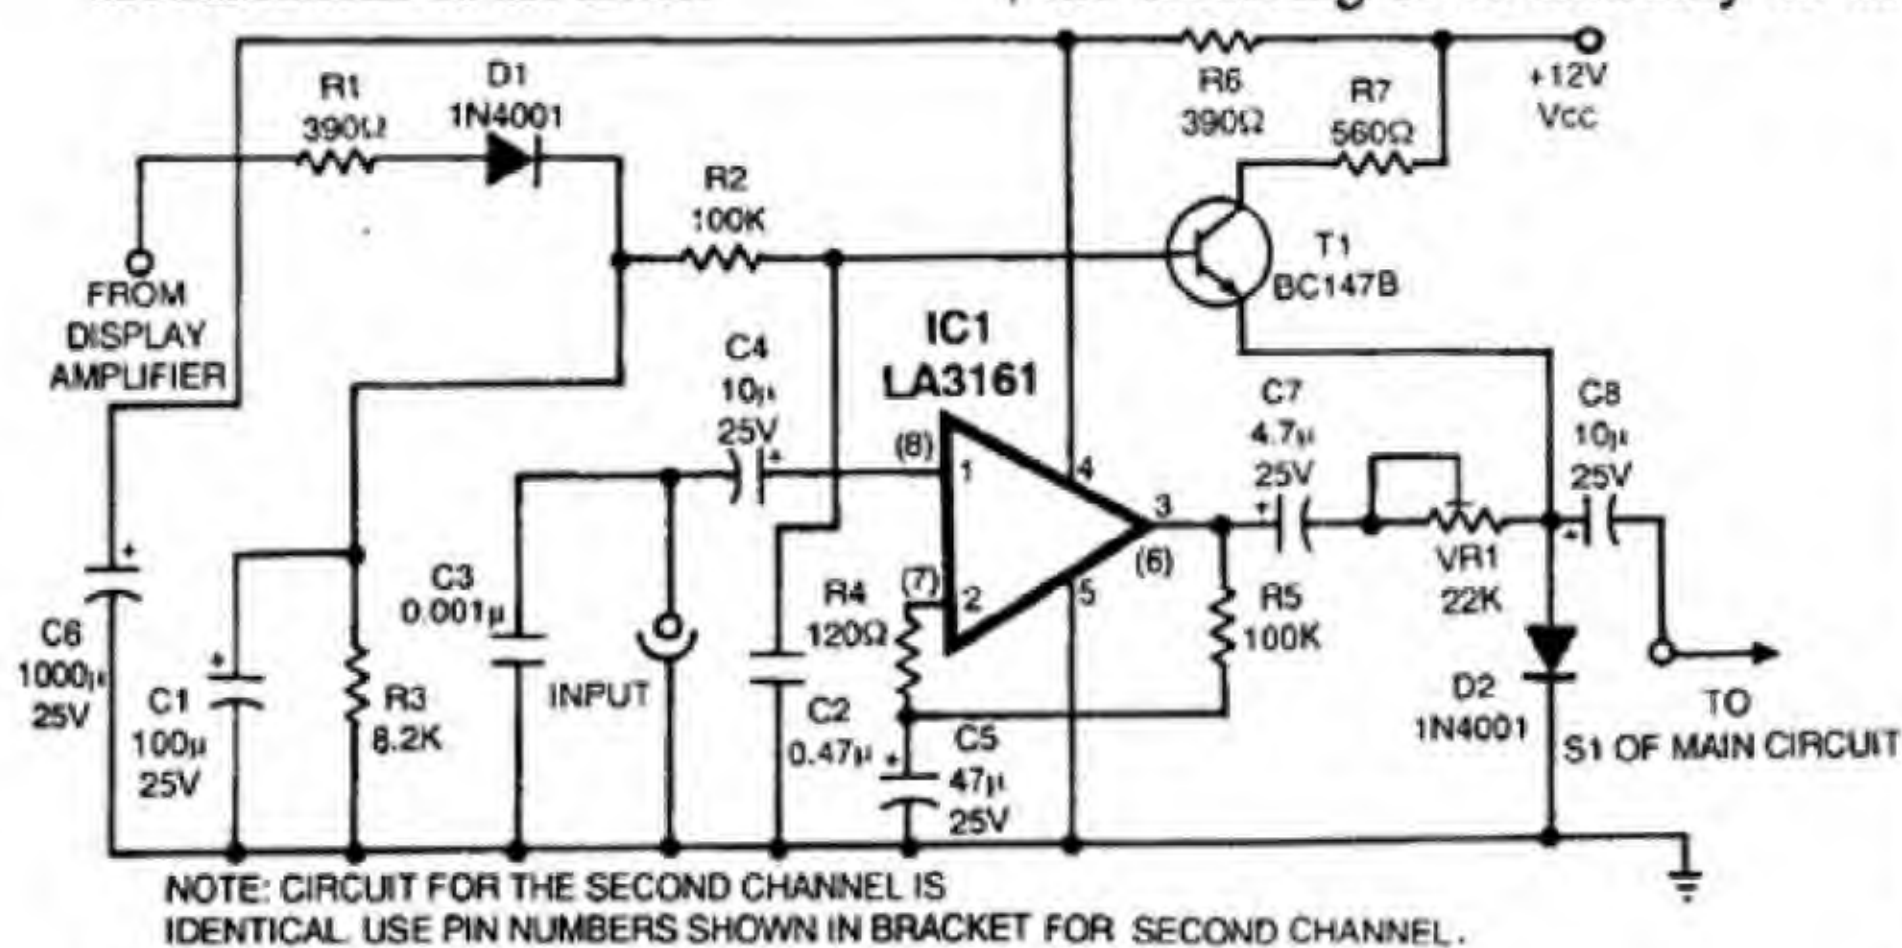 R1
390Ω
D1
1N4001
R6
390Ω
R7
560Ω
+12V
Vcc
R2
100K
T1
BC147B
FROM
DISPLAY
AMPLIFIER
C4
10µ
25V
+
IC1
LA3161
(8)
1
4
3
(6)
(7)
2
5
C7
4.7µ
25V
+
C8
10µ
25V
+
VR1
22K
C3
0.001µ
INPUT
R4
120Ω
R5
100K
+
C6
1000µ
25V
+
C1
100µ
25V
R3
8.2K
C2
0.47µ
+
C5
47µ
25V
D2
1N4001
TO
S1 OF MAIN CIRCUIT
NOTE: CIRCUIT FOR THE SECOND CHANNEL IS
IDENTICAL. USE PIN NUMBERS SHOWN IN BRACKET FOR SECOND CHANNEL.